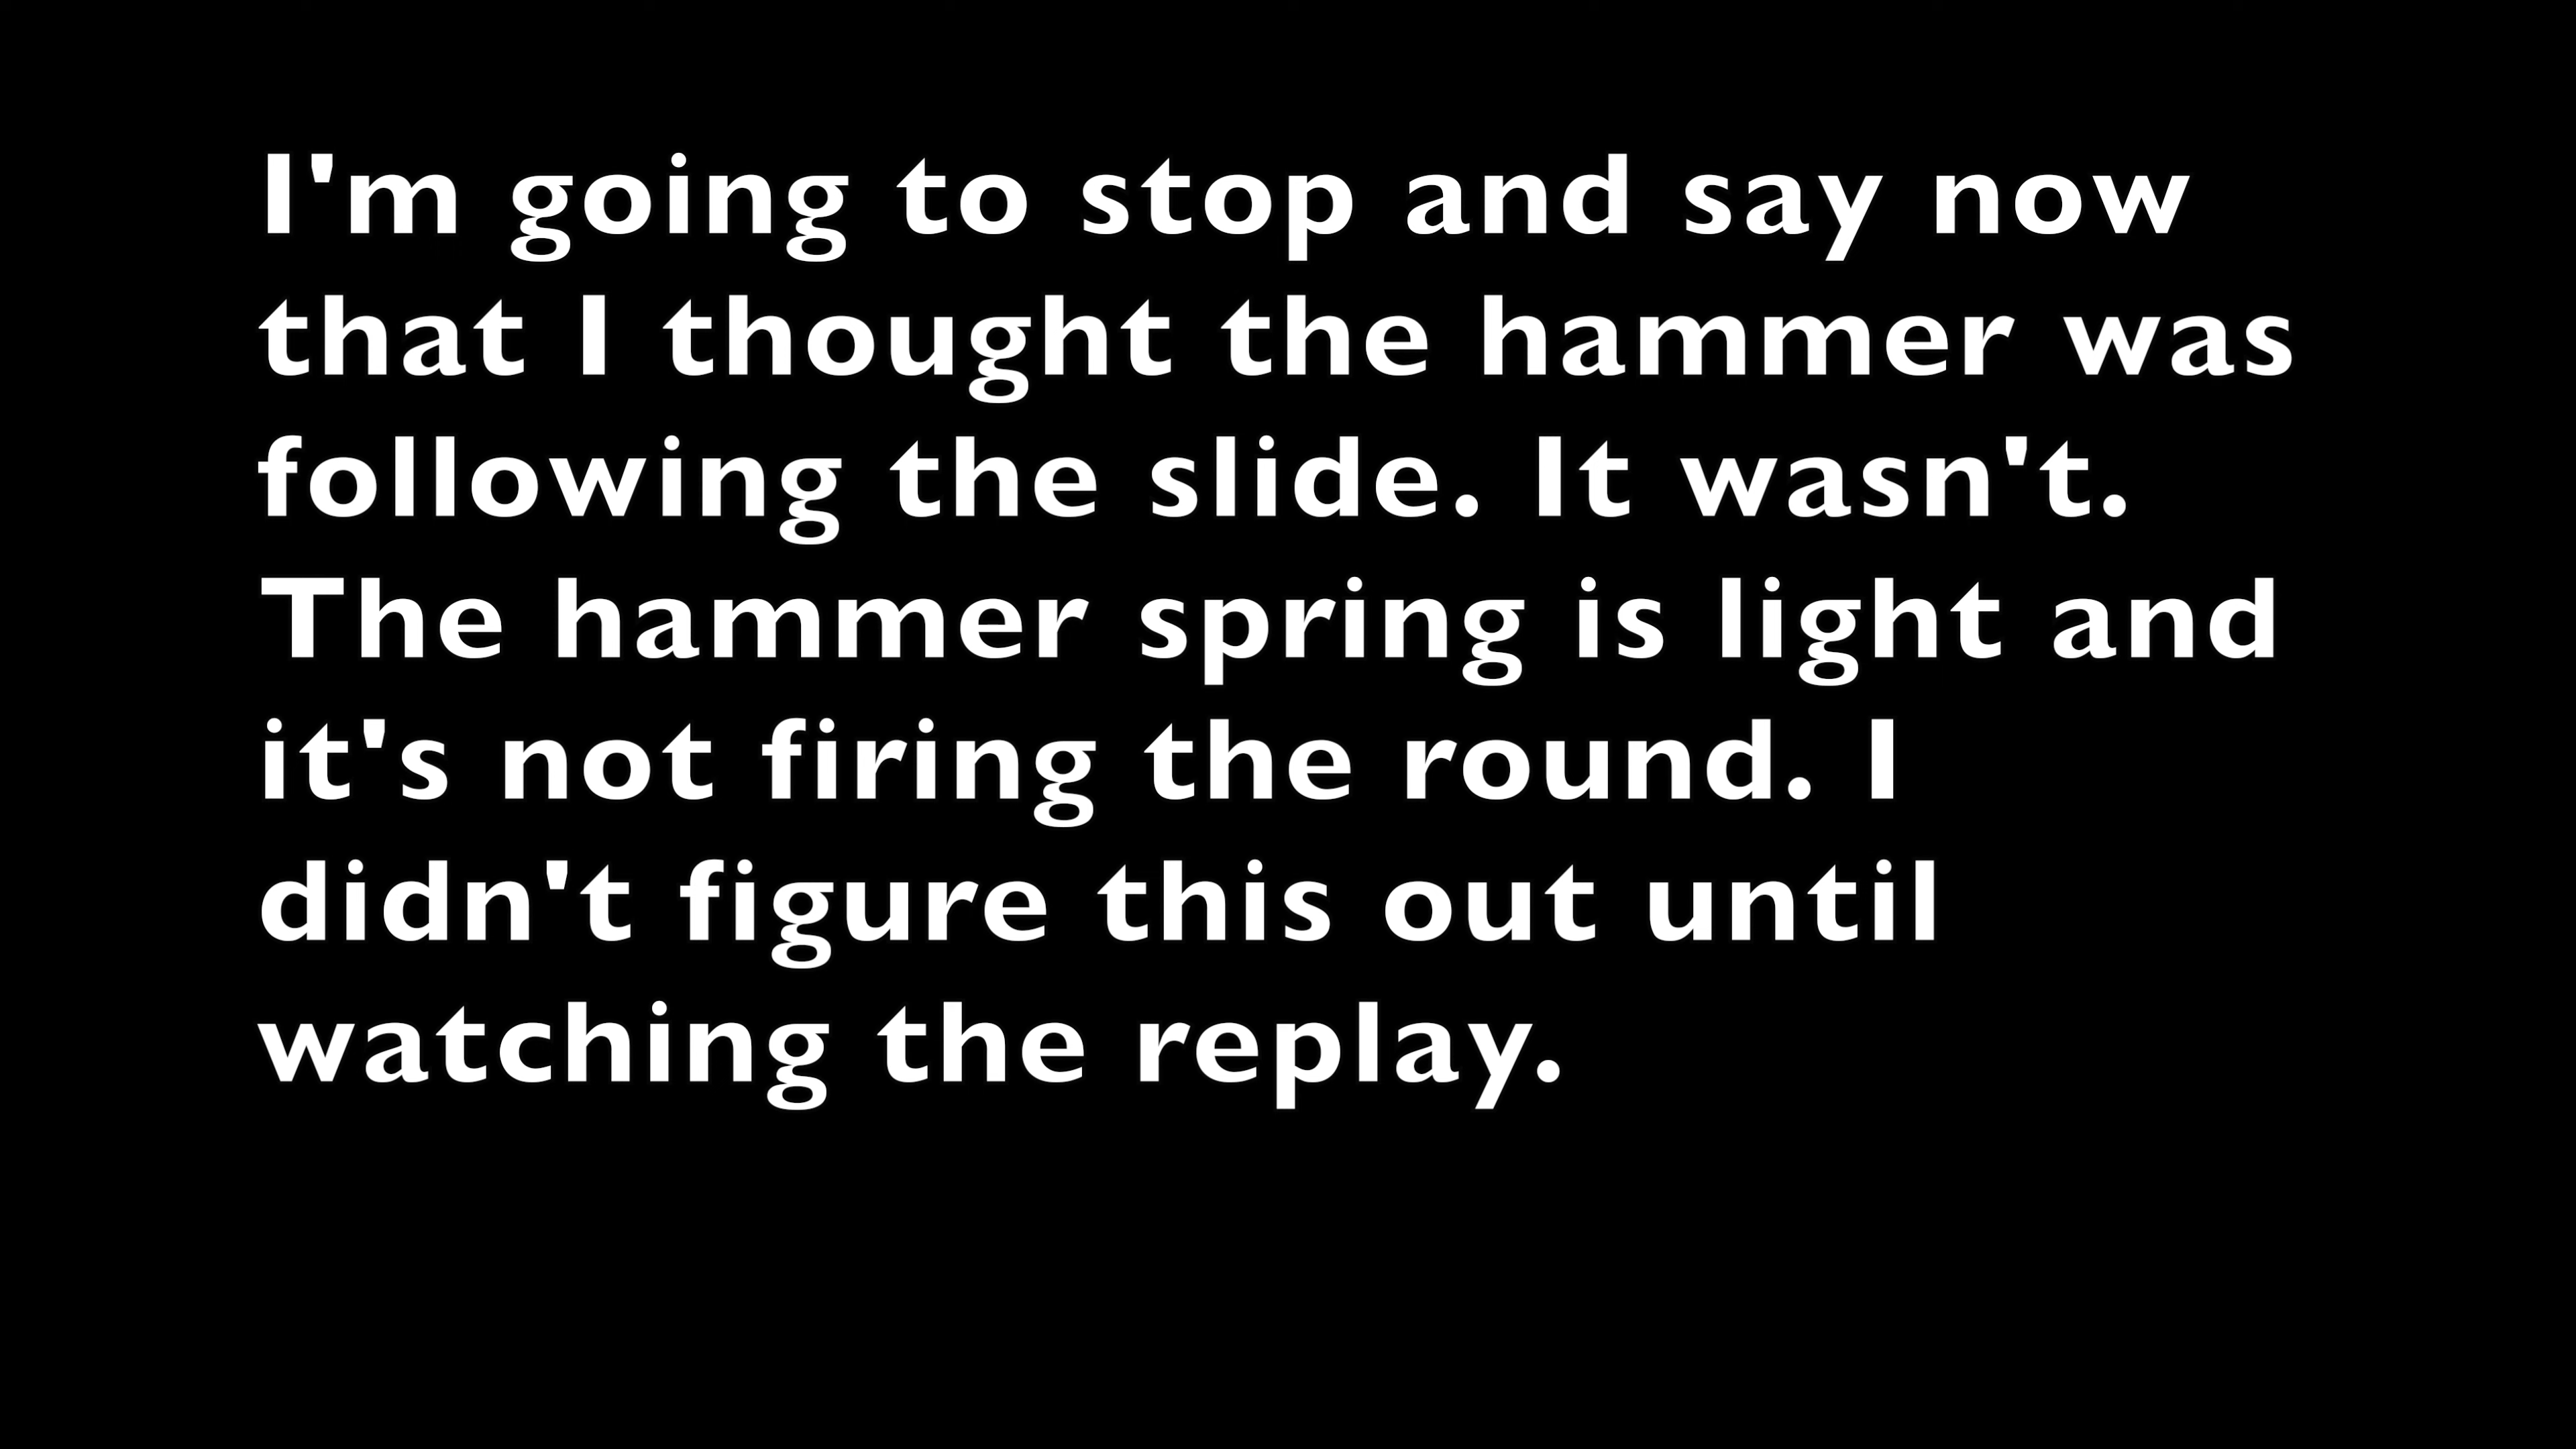 I'm going to stop and say now
that I thought the hammer was
following the slide. It wasn't.
The hammer spring is light and
it's not firing the round. I
didn't figure this out until
watching the replay.